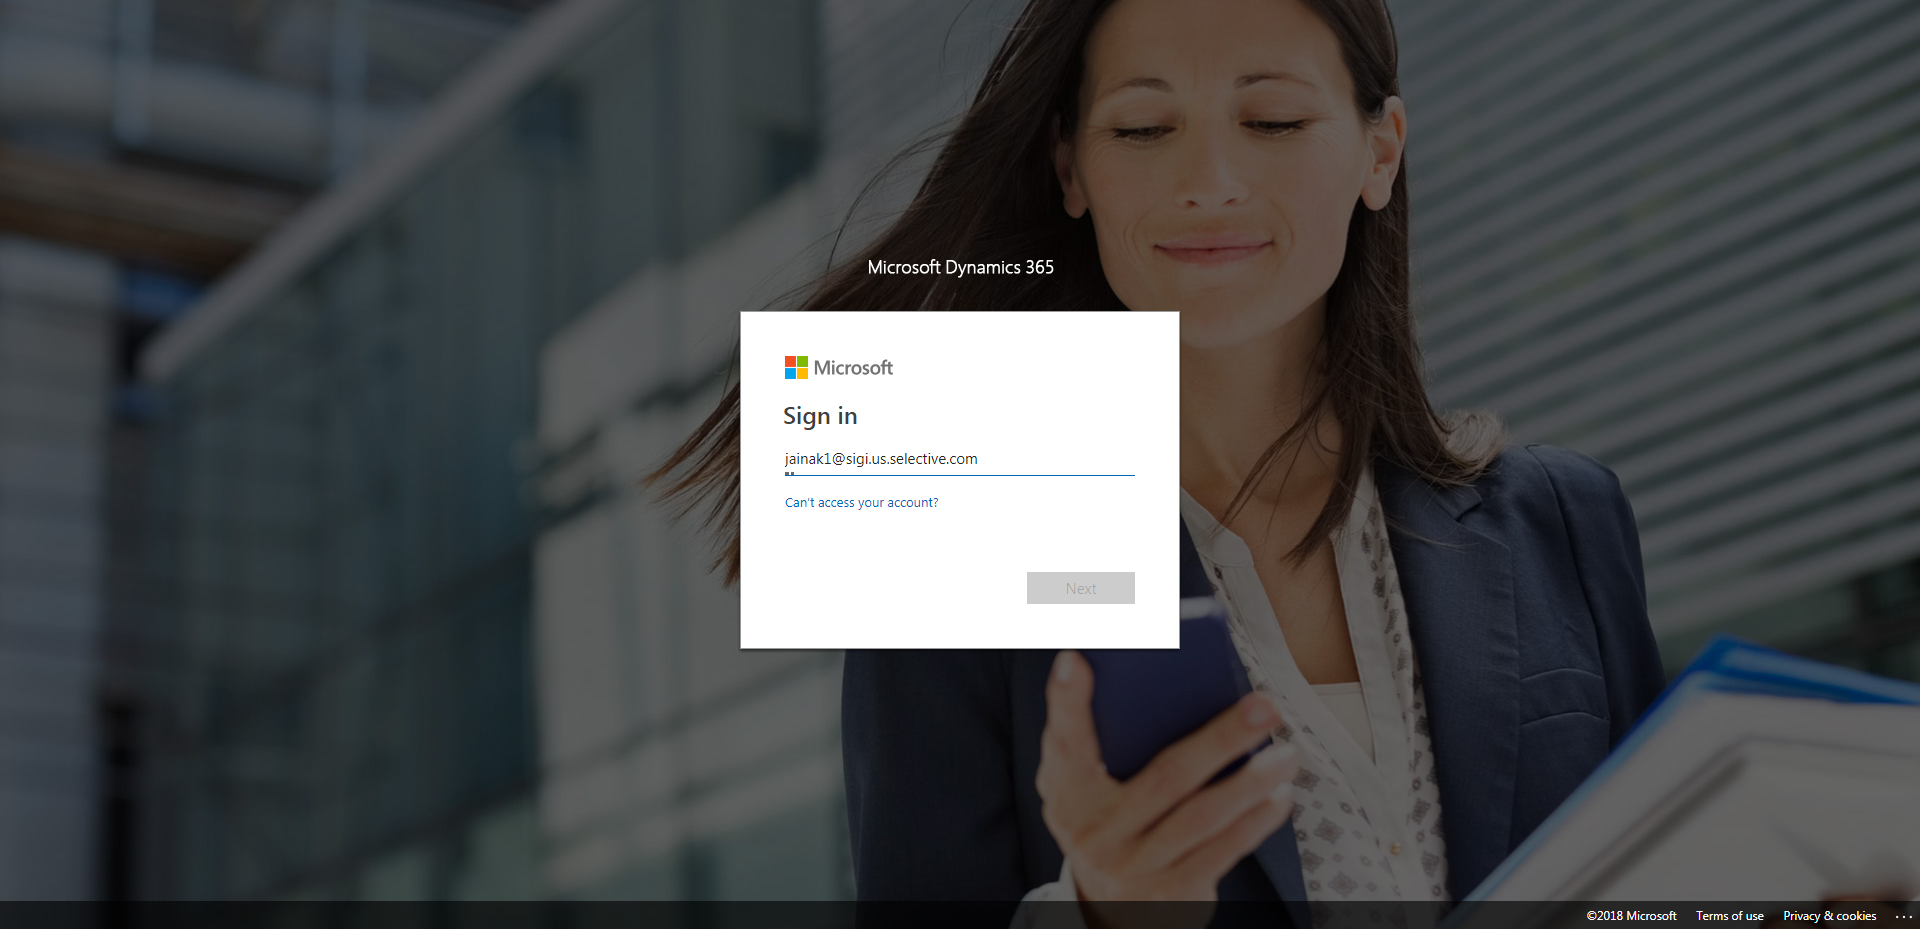 Microsoft Dynamics 365
Microsoft
Sign in
jainak1@sigi.us.selective.com
Can't access your account?
Next
©2018 Microsoft Terms of use Privacy & cookies ...